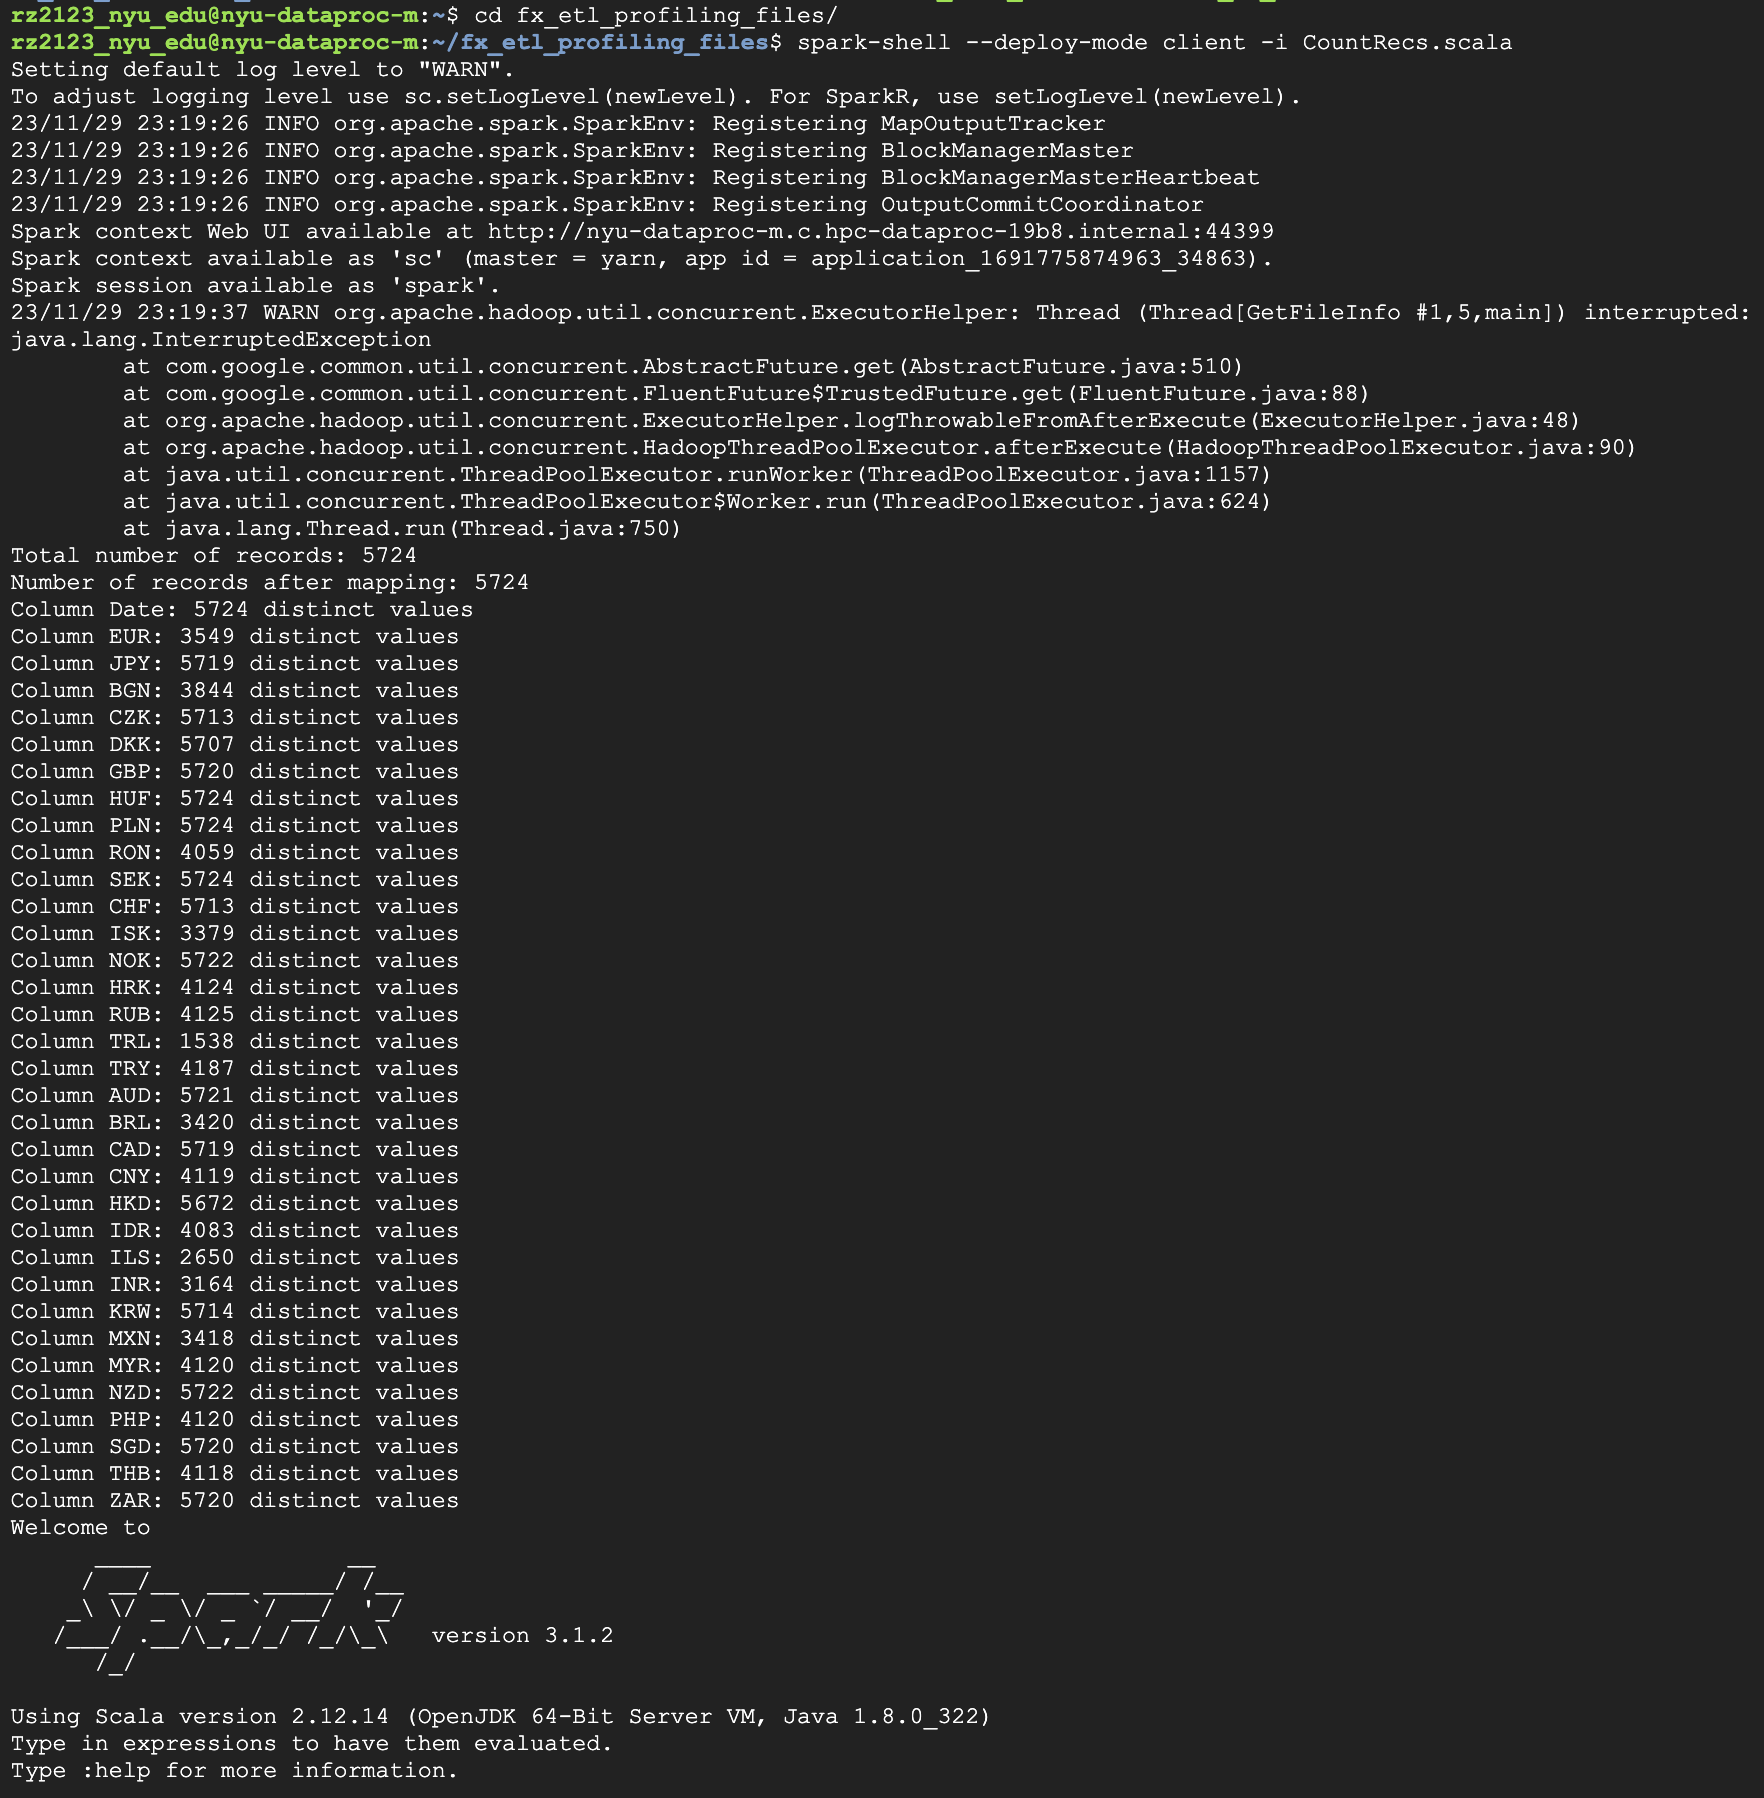 rz2123_nyu_edu@nyu-dataproc-m:~$ cd fx_etl_profiling_files/
rz2123_nyu_edu@nyu-dataproc-m:~/fx_etl_profiling_files$ spark-shell --deploy-mode client -i CountRecs.scala
Setting default log level to "WARN".
To adjust logging level use sc.setLogLevel(newLevel). For SparkR, use setLogLevel(newLevel).
23/11/29 23:19:26 INFO org.apache.spark.SparkEnv: Registering MapOutputTracker
23/11/29 23:19:26 INFO org.apache.spark.SparkEnv: Registering BlockManagerMaster
23/11/29 23:19:26 INFO org.apache.spark.SparkEnv: Registering BlockManagerMasterHeartbeat
23/11/29 23:19:26 INFO org.apache.spark.SparkEnv: Registering OutputCommitCoordinator
Spark context Web UI available at http://nyu-dataproc-m.c.hpc-dataproc-19b8.internal:44399
Spark context available as 'sc' (master = yarn, app id = application_1691775874963_34863).
Spark session available as 'spark'.
23/11/29 23:19:37 WARN org.apache.hadoop.util.concurrent.ExecutorHelper: Thread (Thread[GetFileInfo #1,5,main]) interrupted:
java.lang.InterruptedException
        at com.google.common.util.concurrent.AbstractFuture.get(AbstractFuture.java:510)
        at com.google.common.util.concurrent.FluentFuture$TrustedFuture.get(FluentFuture.java:88)
        at org.apache.hadoop.util.concurrent.ExecutorHelper.logThrowableFromAfterExecute(ExecutorHelper.java:48)
        at org.apache.hadoop.util.concurrent.HadoopThreadPoolExecutor.afterExecute(HadoopThreadPoolExecutor.java:90)
        at java.util.concurrent.ThreadPoolExecutor.runWorker(ThreadPoolExecutor.java:1157)
        at java.util.concurrent.ThreadPoolExecutor$Worker.run(ThreadPoolExecutor.java:624)
        at java.lang.Thread.run(Thread.java:750)
Total number of records: 5724
Number of records after mapping: 5724
Column Date: 5724 distinct values
Column EUR: 3549 distinct values
Column JPY: 5719 distinct values
Column BGN: 3844 distinct values
Column CZK: 5713 distinct values
Column DKK: 5707 distinct values
Column GBP: 5720 distinct values
Column HUF: 5724 distinct values
Column PLN: 5724 distinct values
Column RON: 4059 distinct values
Column SEK: 5724 distinct values
Column CHF: 5713 distinct values
Column ISK: 3379 distinct values
Column NOK: 5722 distinct values
Column HRK: 4124 distinct values
Column RUB: 4125 distinct values
Column TRL: 1538 distinct values
Column TRY: 4187 distinct values
Column AUD: 5721 distinct values
Column BRL: 3420 distinct values
Column CAD: 5719 distinct values
Column CNY: 4119 distinct values
Column HKD: 5672 distinct values
Column IDR: 4083 distinct values
Column ILS: 2650 distinct values
Column INR: 3164 distinct values
Column KRW: 5714 distinct values
Column MXN: 3418 distinct values
Column MYR: 4120 distinct values
Column NZD: 5722 distinct values
Column PHP: 4120 distinct values
Column SGD: 5720 distinct values
Column THB: 4118 distinct values
Column ZAR: 5720 distinct values
Welcome to
      ____              __
     / __/__  ___ _____/ /__
    _\ \/ _ \/ _ `/ __/  '_/
   /___/ .__/\_,_/_/ /_/\_\   version 3.1.2
      /_/
Using Scala version 2.12.14 (OpenJDK 64-Bit Server VM, Java 1.8.0_322)
Type in expressions to have them evaluated.
Type :help for more information.